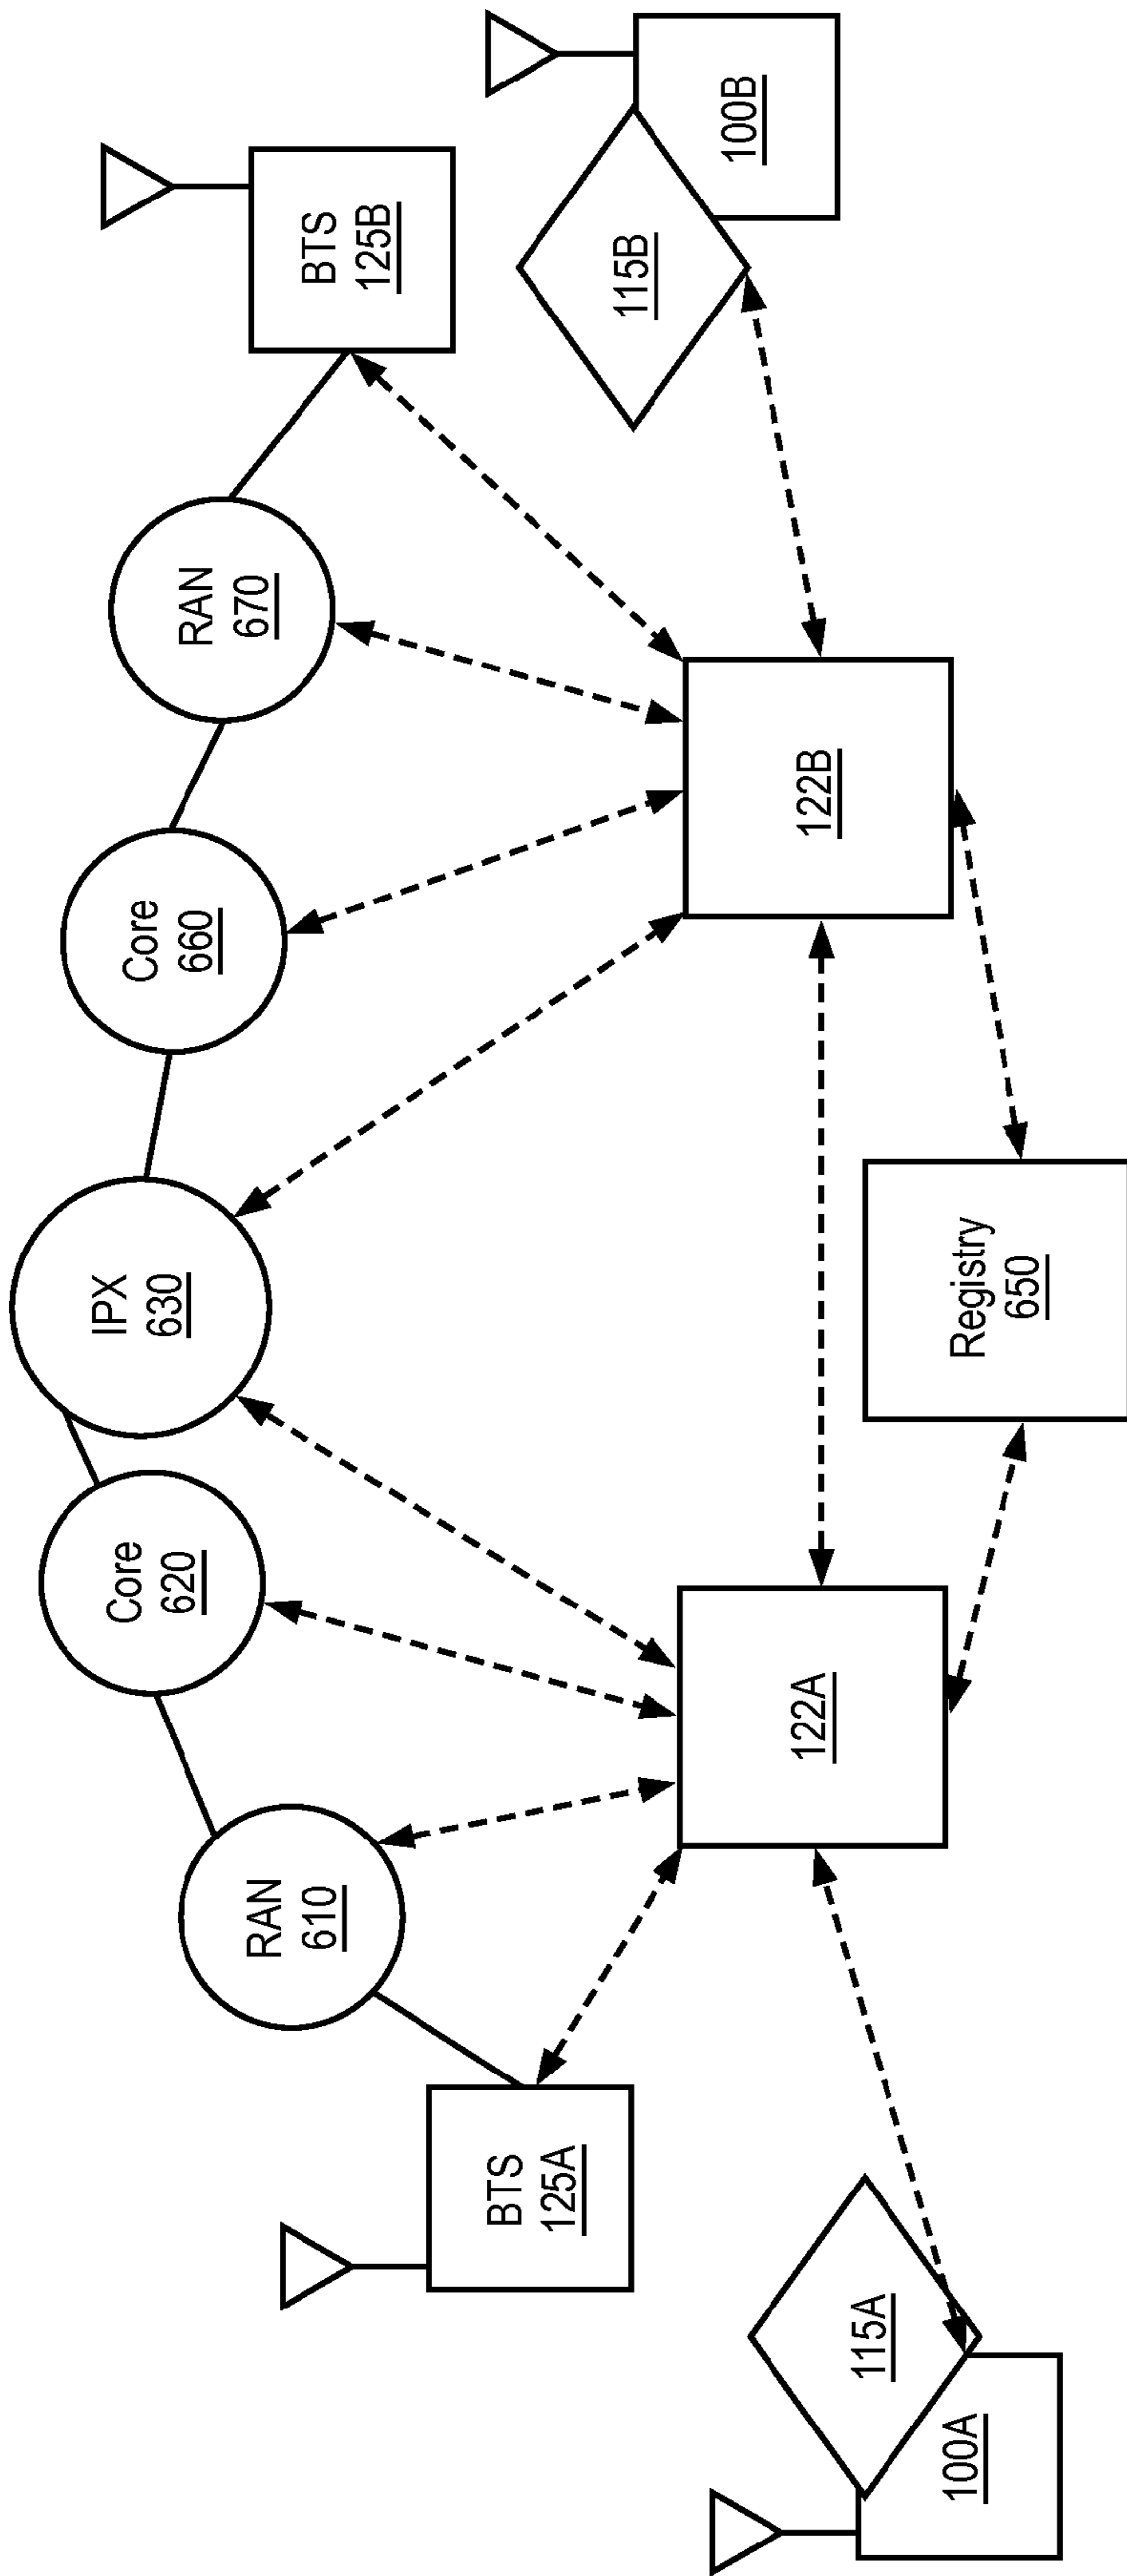 IPX
630
Core
620
Core
660
RAN
610
RAN
670
BTS
125A
BTS
125B
115A
100A
122A
122B
115B
100B
Registry
650